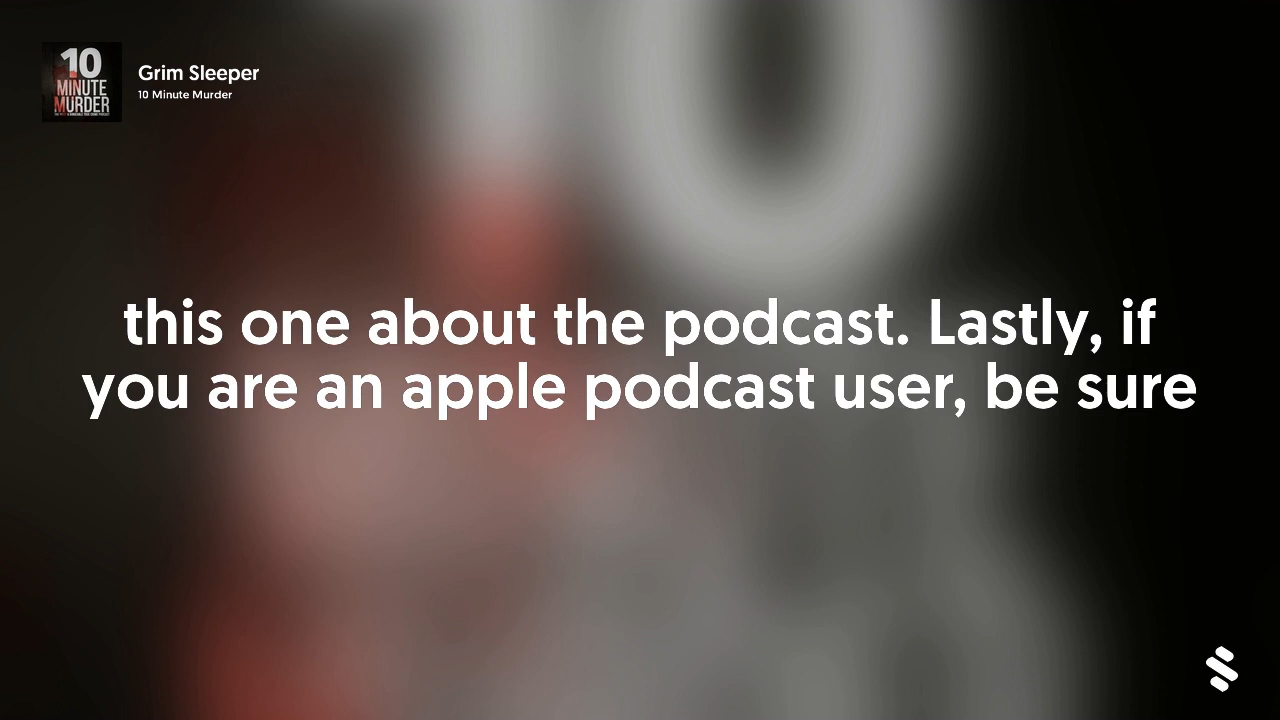 10
MINUTE
MURDER
Grim Sleeper
10 Minute Murder
this one about the podcast. Lastly, if
you are an apple podcast user, be sure